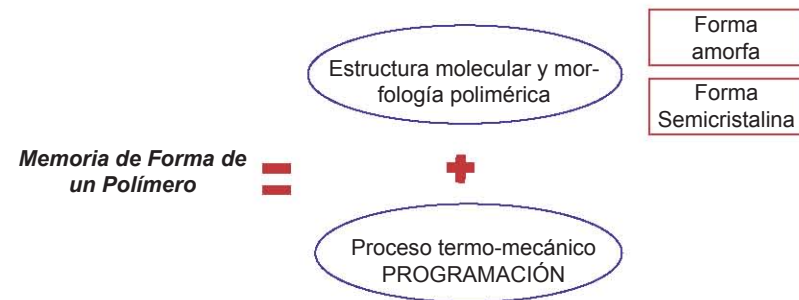 Memoria de Forma de
un Polímero
=
Estructura molecular y mor-
fología polimérica
+
Proceso termo-mecánico
PROGRAMACIÓN
Forma
amorfa
Forma
Semicristalina